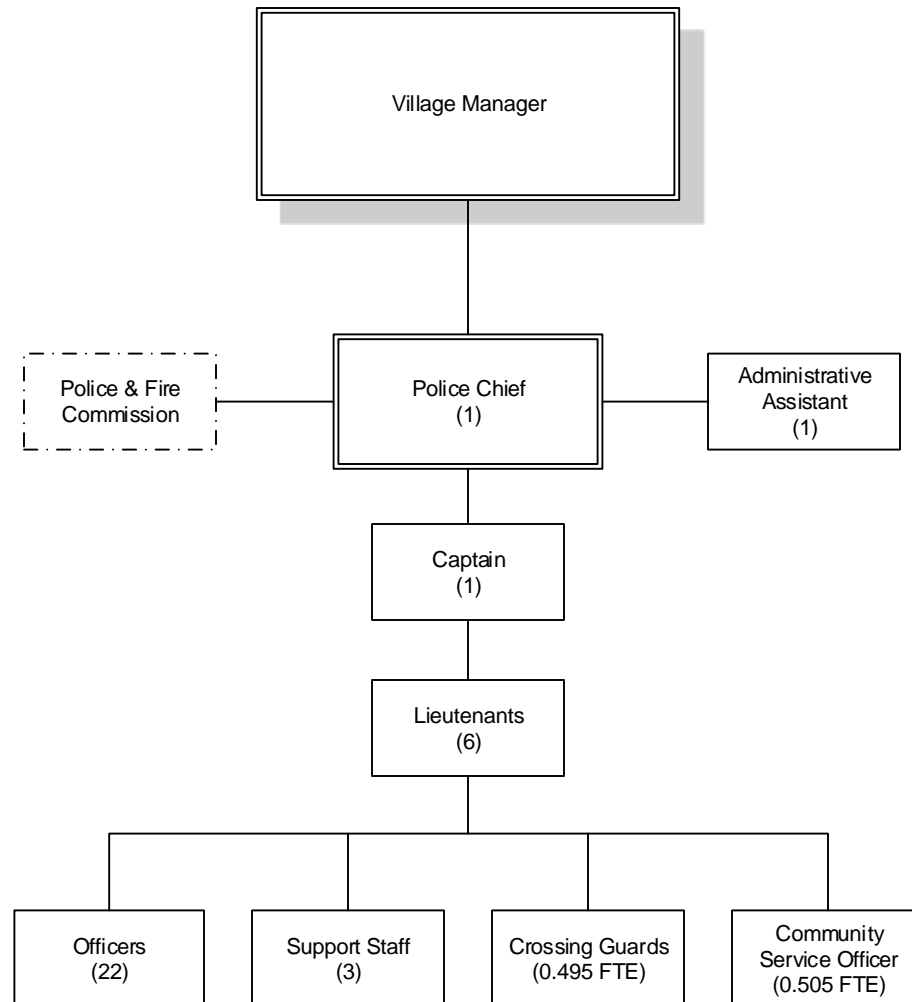 Village Manager
Police & Fire
Commission
Police Chief
(1)
Administrative
Assistant
(1)
Captain
(1)
Lieutenants
(6)
Officers
(22)
Support Staff
(3)
Crossing Guards
(0.495 FTE)
Community
Service Officer
(0.505 FTE)